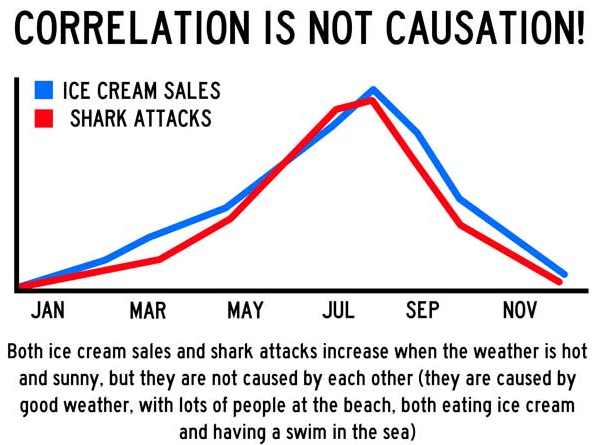 CORRELATION IS NOT CAUSATION!
ICE CREAM SALES
SHARK ATTACKS
JAN MAR MAY JUL SEP NOV
Both ice cream sales and shark attacks increase when the weather is hot
and sunny, but they are not caused by each other (they are caused by
good weather, with lots of people at the beach, both eating ice cream
and having a swim in the sea)